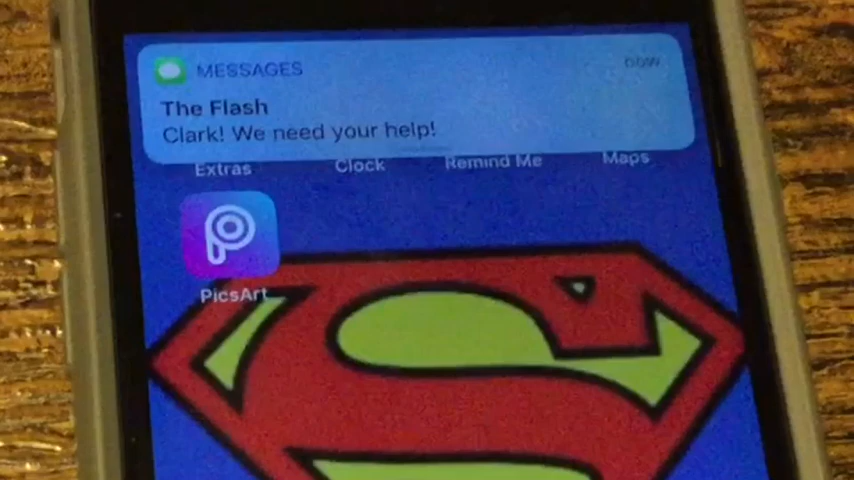 MESSAGES now
The Flash
Clark! We need your help!
Extras Clock Remind Me Maps
PicsArt